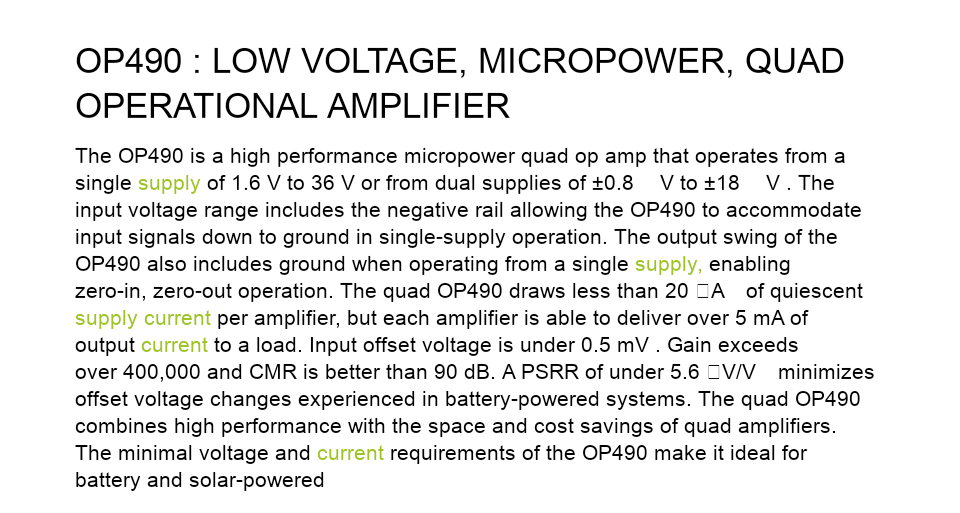 OP490 : LOW VOLTAGE, MICROPOWER, QUAD
OPERATIONAL AMPLIFIER
The OP490 is a high performance micropower quad op amp that operates from a
single supply of 1.6 V to 36 V or from dual supplies of ±0.8 V to ±18 V . The
input voltage range includes the negative rail allowing the OP490 to accommodate
input signals down to ground in single-supply operation. The output swing of the
OP490 also includes ground when operating from a single supply, enabling
zero-in, zero-out operation. The quad OP490 draws less than 20 □A of quiescent
supply current per amplifier, but each amplifier is able to deliver over 5 mA of
output current to a load. Input offset voltage is under 0.5 mV . Gain exceeds
over 400,000 and CMR is better than 90 dB. A PSRR of under 5.6 □V/V minimizes
offset voltage changes experienced in battery-powered systems. The quad OP490
combines high performance with the space and cost savings of quad amplifiers.
The minimal voltage and current requirements of the OP490 make it ideal for
battery and solar-powered